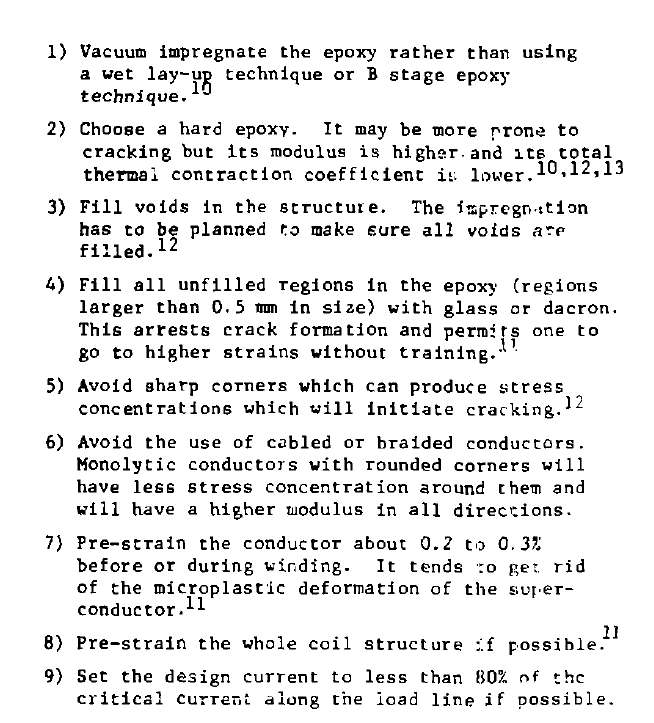 1) Vacuum impregnate the epoxy rather than using
a wet lay-up technique or B stage epoxy
technique.10
2) Choose a hard epoxy. It may be more prone to
cracking but its modulus is higher and its total
thermal contraction coefficient is lower.10,12,13
3) Fill voids in the structure. The impregnation
has to be planned to make sure all voids are
filled.12
4) Fill all unfilled regions in the epoxy (regions
larger than 0.5 mm in size) with glass or dacron.
This arrests crack formation and permits one to
go to higher strains without training.11
5) Avoid sharp corners which can produce stress
concentrations which will initiate cracking.12
6) Avoid the use of cabled or braided conductors.
Monolytic conductors with rounded corners will
have less stress concentration around them and
will have a higher modulus in all directions.
7) Pre-strain the conductor about 0.2 to 0.3%
before or during winding. It tends to get rid
of the microplastic deformation of the super-
conductor.11
8) Pre-strain the whole coil structure if possible.11
9) Set the design current to less than 80% of the
critical current along the load line if possible.